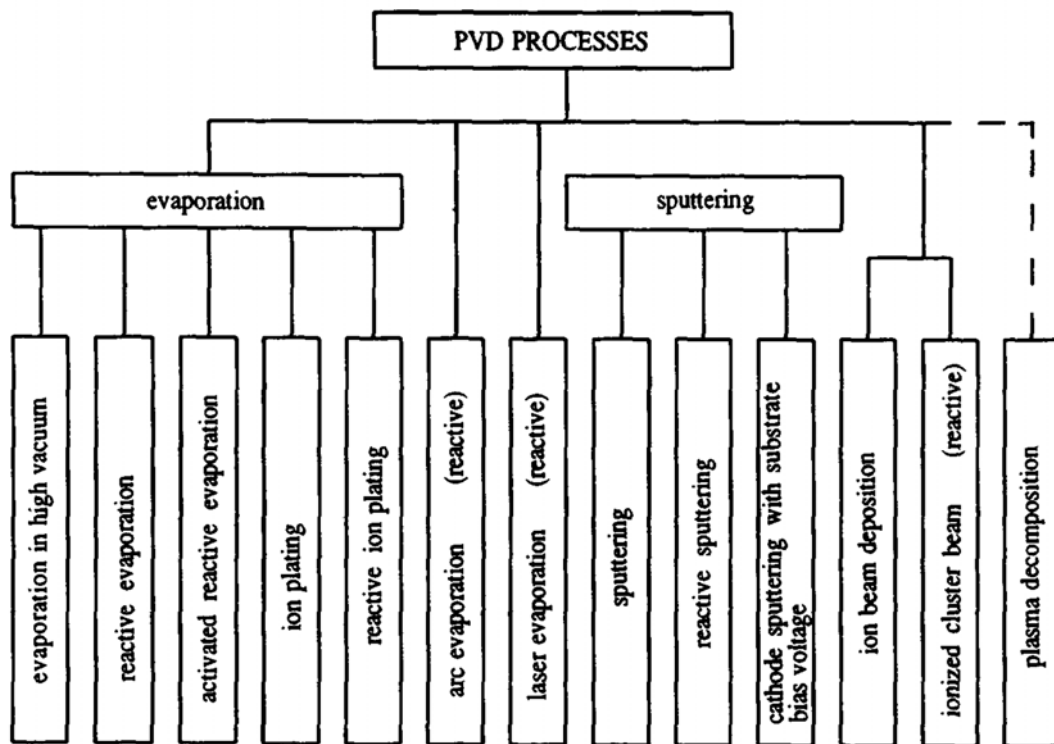 PVD PROCESSES
evaporation
sputtering
evaporation in high vacuum
reactive evaporation
activated reactive evaporation
ion plating
reactive ion plating
arc evaporation (reactive)
laser evaporation (reactive)
sputtering
reactive sputtering
cathode sputtering with substrate
bias voltage
ion beam deposition
ionized cluster beam (reactive)
plasma decomposition